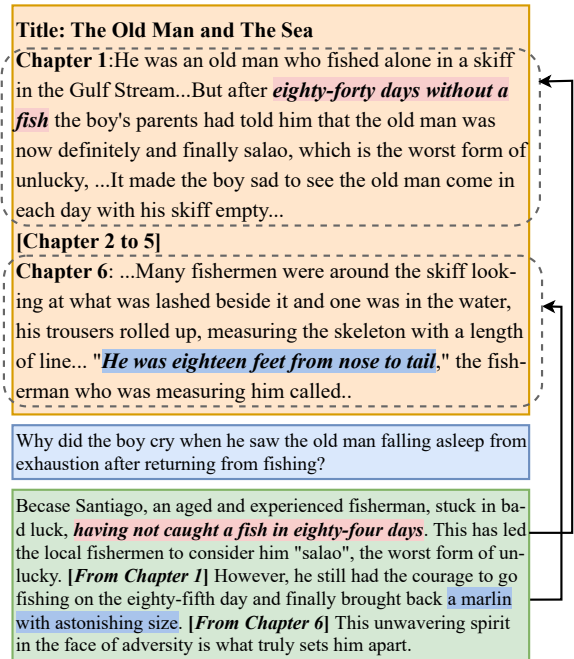 Title: The Old Man and The Sea
Chapter 1:He was an old man who fished alone in a skiff
in the Gulf Stream...But after eighty-forty days without a
fish the boy's parents had told him that the old man was
now definitely and finally salao, which is the worst form of
unlucky, ...It made the boy sad to see the old man come in
each day with his skiff empty...
[Chapter 2 to 5]
Chapter 6: ...Many fishermen were around the skiff look-
ing at what was lashed beside it and one was in the water,
his trousers rolled up, measuring the skeleton with a length
of line... "He was eighteen feet from nose to tail," the fish-
erman who was measuring him called..
Why did the boy cry when he saw the old man falling asleep from
exhaustion after returning from fishing?
Becase Santiago, an aged and experienced fisherman, stuck in ba-
d luck, having not caught a fish in eighty-four days. This has led
the local fishermen to consider him "salao", the worst form of un-
lucky. [From Chapter 1] However, he still had the courage to go
fishing on the eighty-fifth day and finally brought back a marlin
with astonishing size. [From Chapter 6] This unwavering spirit
in the face of adversity is what truly sets him apart.